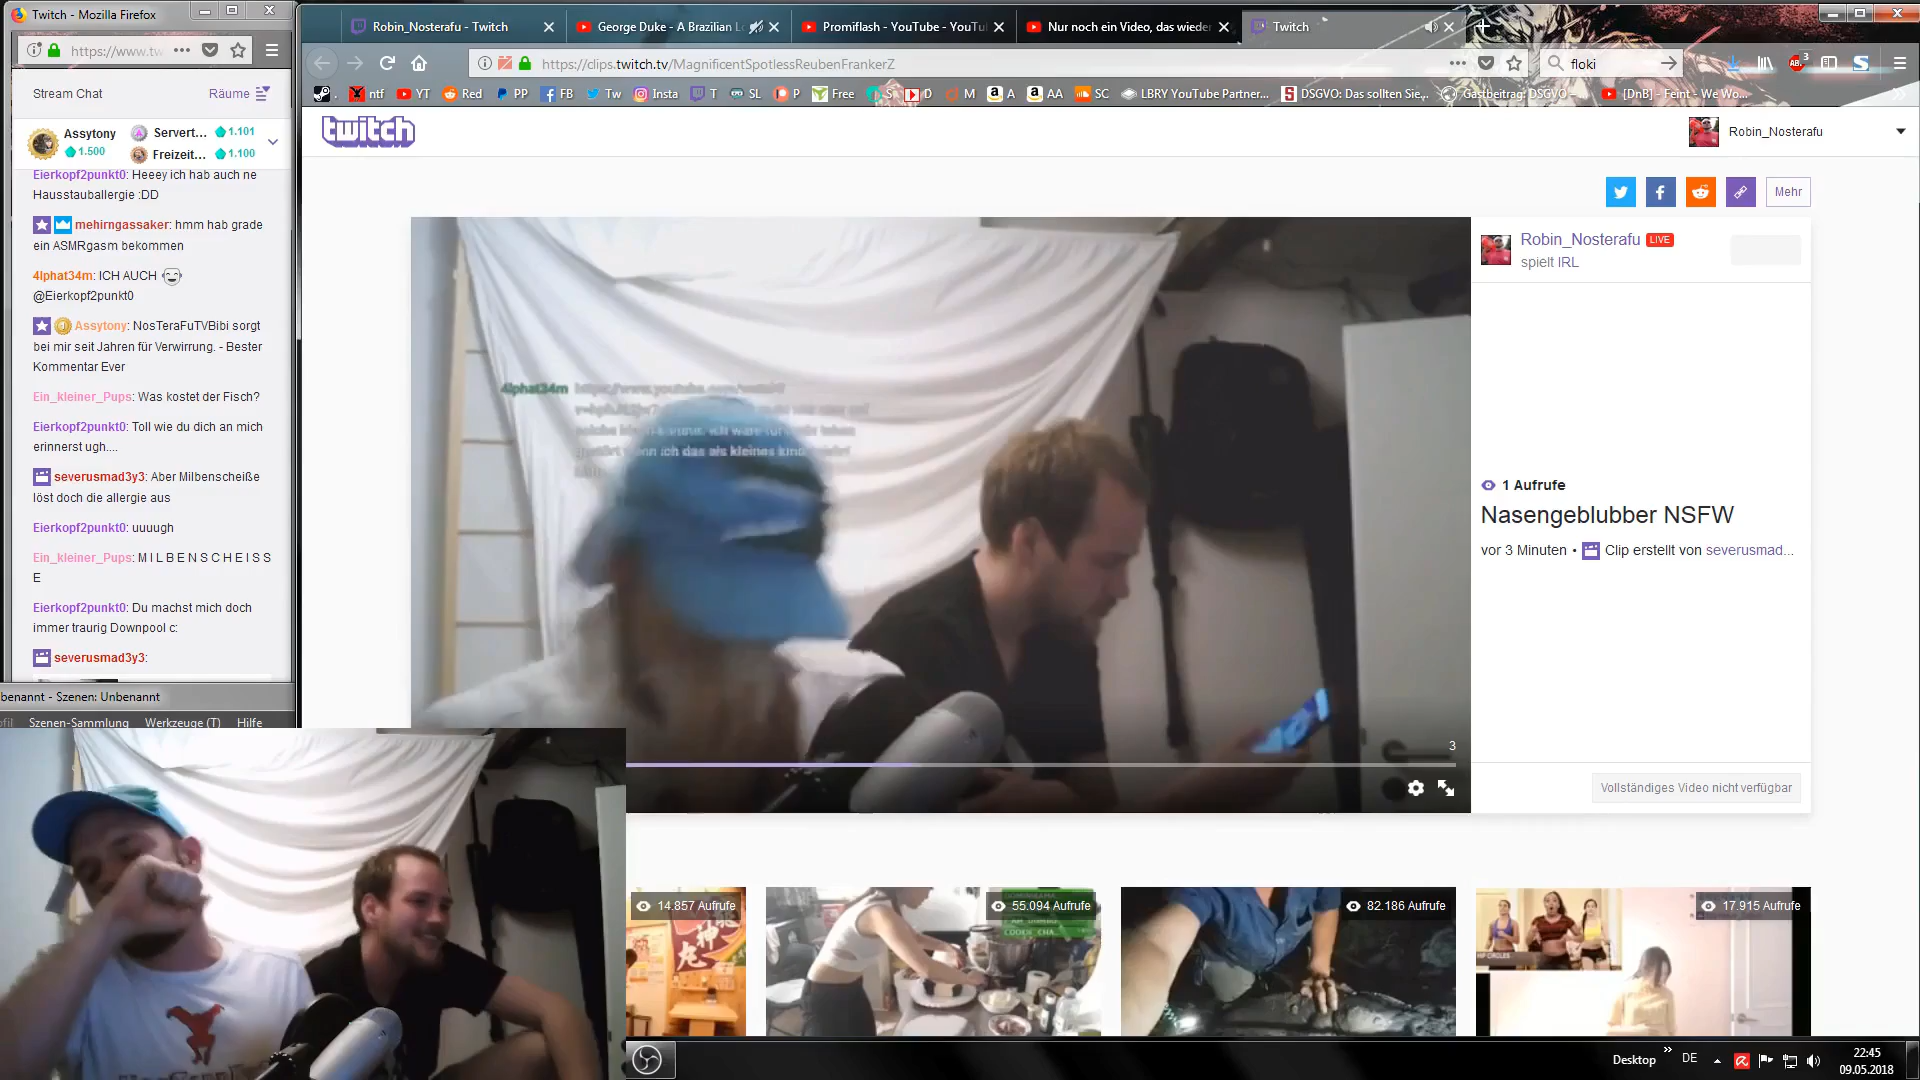 Twitch - Mozilla Firefox
https://www.tw
Stream Chat
Räume
Assytony
1.500
Servert...
1.101
Freizeit...
1.100
Eierkopf2punkt0: Heeey ich hab auch ne
Hausstauballergie :DD
mehirngassaker: hmm hab grade
ein ASMRgasm bekommen
4lphat34m: ICH AUCH
@Eierkopf2punkt0
Assytony: NosTeraFuTVBibi sorgt
bei mir seit Jahren für Verwirrung. - Bester
Kommentar Ever
Ein_kleiner_Pups: Was kostet der Fisch?
Eierkopf2punkt0: Toll wie du dich an mich
erinnerst ugh....
severusmad3y3: Aber Milbenscheiße
löst doch die allergie aus
Eierkopf2punkt0: uuuugh
Ein_kleiner_Pups: M I L B E N S C H E I S S
E
Eierkopf2punkt0: Du machst mich doch
immer traurig Downpool c:
severusmad3y3:
benannt - Szenen: Unbenannt
ofil Szenen-Sammlung Werkzeuge (T) Hilfe
Robin_Nosterafu - Twitch
George Duke - A Brazilian Lo
Promiflash - YouTube - YouTu
Nur noch ein Video, das wieder
Twitch
https://clips.twitch.tv/MagnificentSpotlessReubenFrankerZ
floki
ntf YT Red PP FB Tw Insta T SL P Free S D M A AA SC LBRY YouTube Partner... DSGVO: Das sollten Sie... Gastbeitrag: DSGVO – ... [DnB] - Feint - We Wo...
twitch
Robin_Nosterafu
Mehr
Robin_Nosterafu LIVE
spielt IRL
4lphat34m
1 Aufrufe
Nasengeblubber NSFW
vor 3 Minuten • Clip erstellt von severusmad...
3
Vollständiges Video nicht verfügbar
14.857 Aufrufe
55.094 Aufrufe
COOKIE CHA...
82.186 Aufrufe
17.915 Aufrufe
HIP CIRCLES
Desktop
DE
22:45
09.05.2018